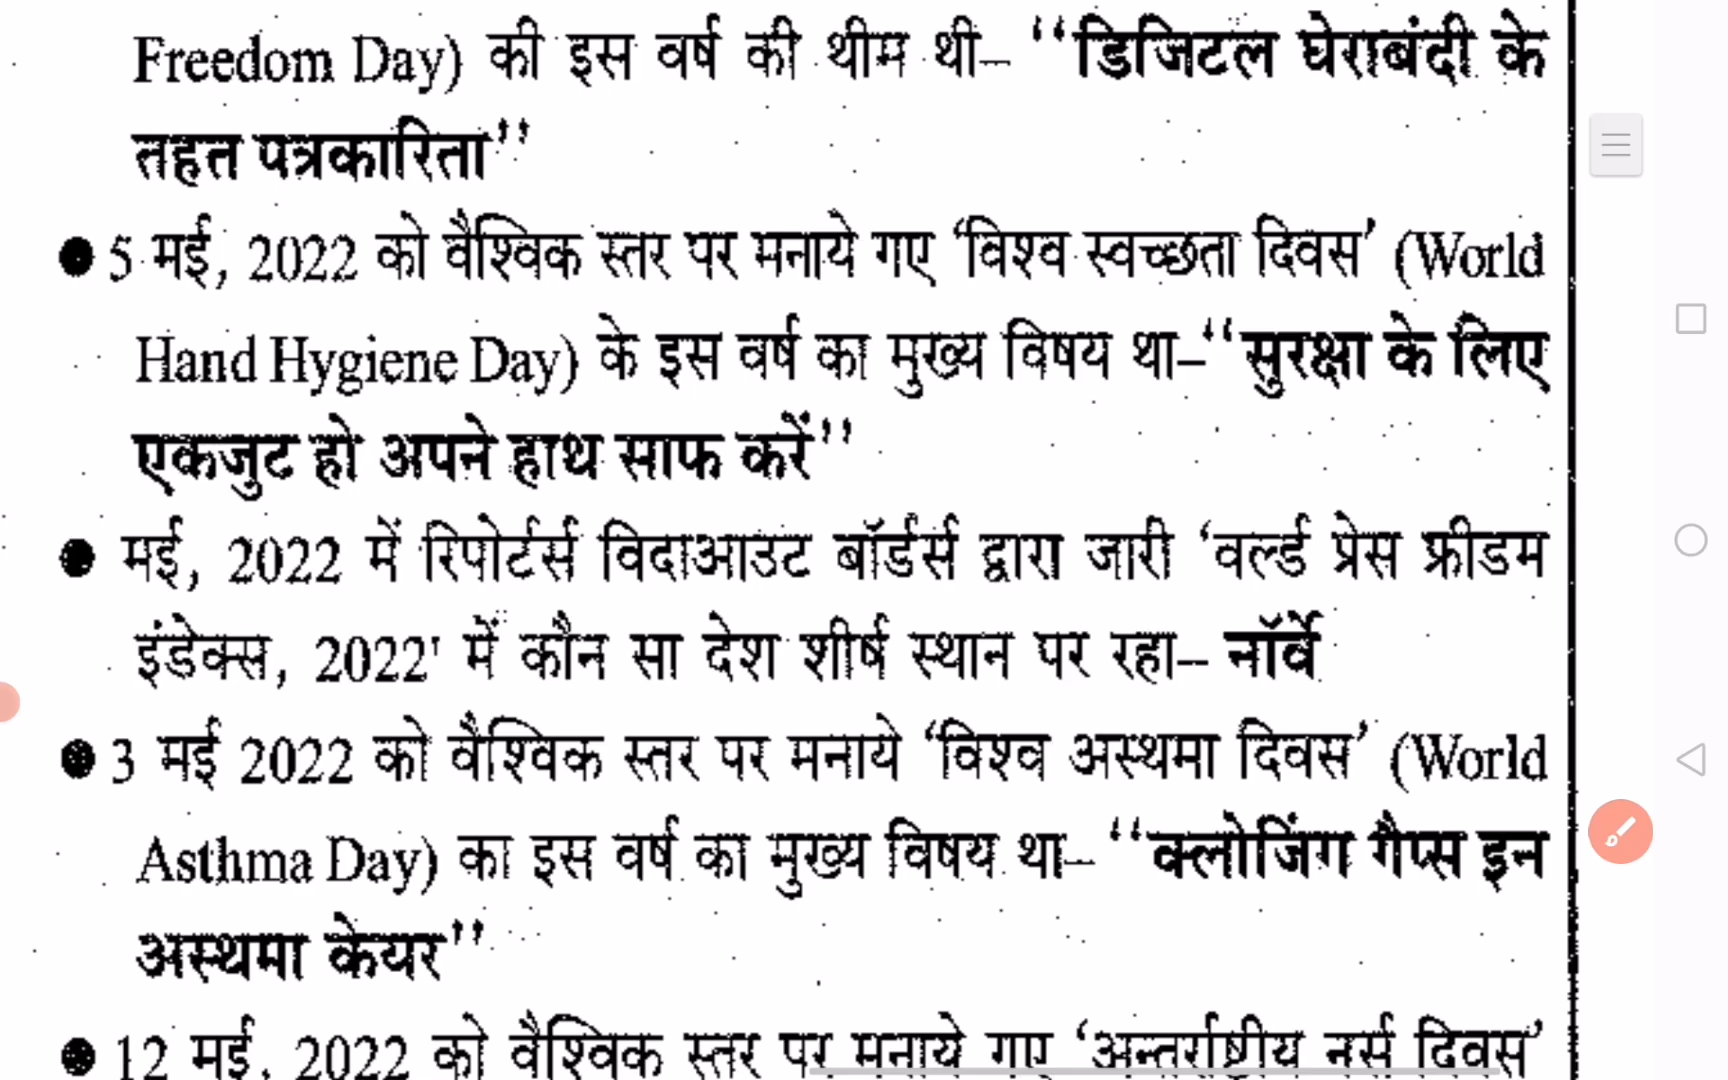 Freedom Day) की इस वर्ष की थीम थी– ‘‘डिजिटल घेराबंदी के
तहत पत्रकारिता’’
● 5 मई, 2022 को वैश्विक स्तर पर मनाये गए ‘विश्व स्वच्छता दिवस’ (World
Hand Hygiene Day) के इस वर्ष का मुख्य विषय था–‘‘सुरक्षा के लिए
एकजुट हो अपने हाथ साफ करें’’
● मई, 2022 में रिपोर्टर्स विदाआउट बॉर्डर्स द्वारा जारी ‘वर्ल्ड प्रेस फ्रीडम
इंडेक्स, 2022' में कौन सा देश शीर्ष स्थान पर रहा– नॉर्वे
● 3 मई 2022 को वैश्विक स्तर पर मनाये ‘विश्व अस्थमा दिवस’ (World
Asthma Day) का इस वर्ष का मुख्य विषय था– ‘‘क्लोजिंग गैप्स इन
अस्थमा केयर’’
● 12 मई, 2022 को वैश्विक स्तर पर मनाये गए ‘अन्तर्राष्ट्रीय नर्स दिवस’